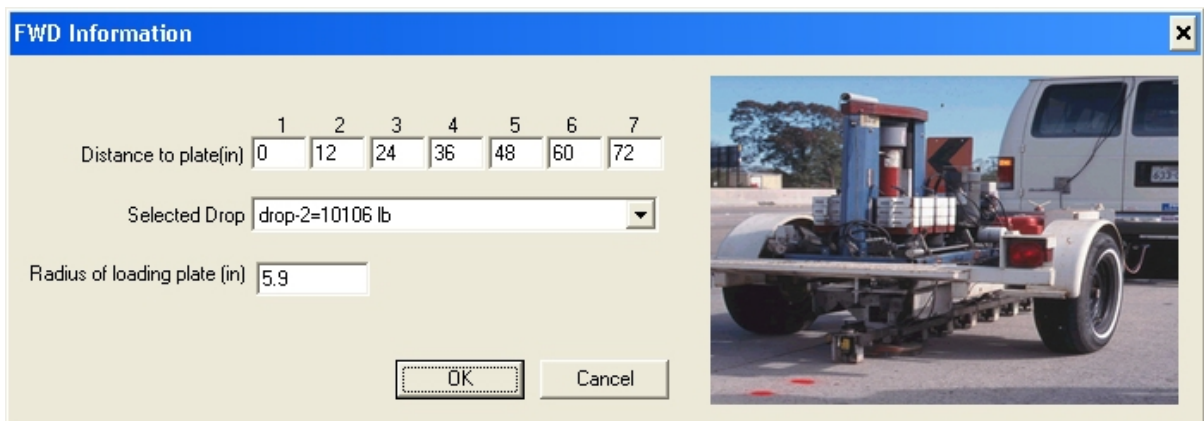 FWD Information
1 2 3 4 5 6 7
Distance to plate(in) 0 12 24 36 48 60 72
Selected Drop drop-2=10106 lb
Radius of loading plate (in) 5.9
OK Cancel